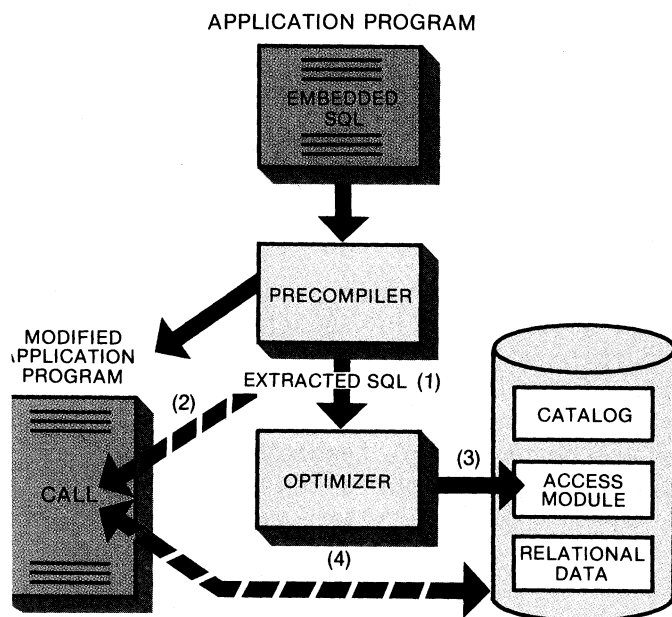 APPLICATION PROGRAM
EMBEDDED
SQL
PRECOMPILER
MODIFIED
APPLICATION
PROGRAM
EXTRACTED SQL (1)
(2)
CATALOG
CALL
OPTIMIZER
(3)
ACCESS
MODULE
(4)
RELATIONAL
DATA